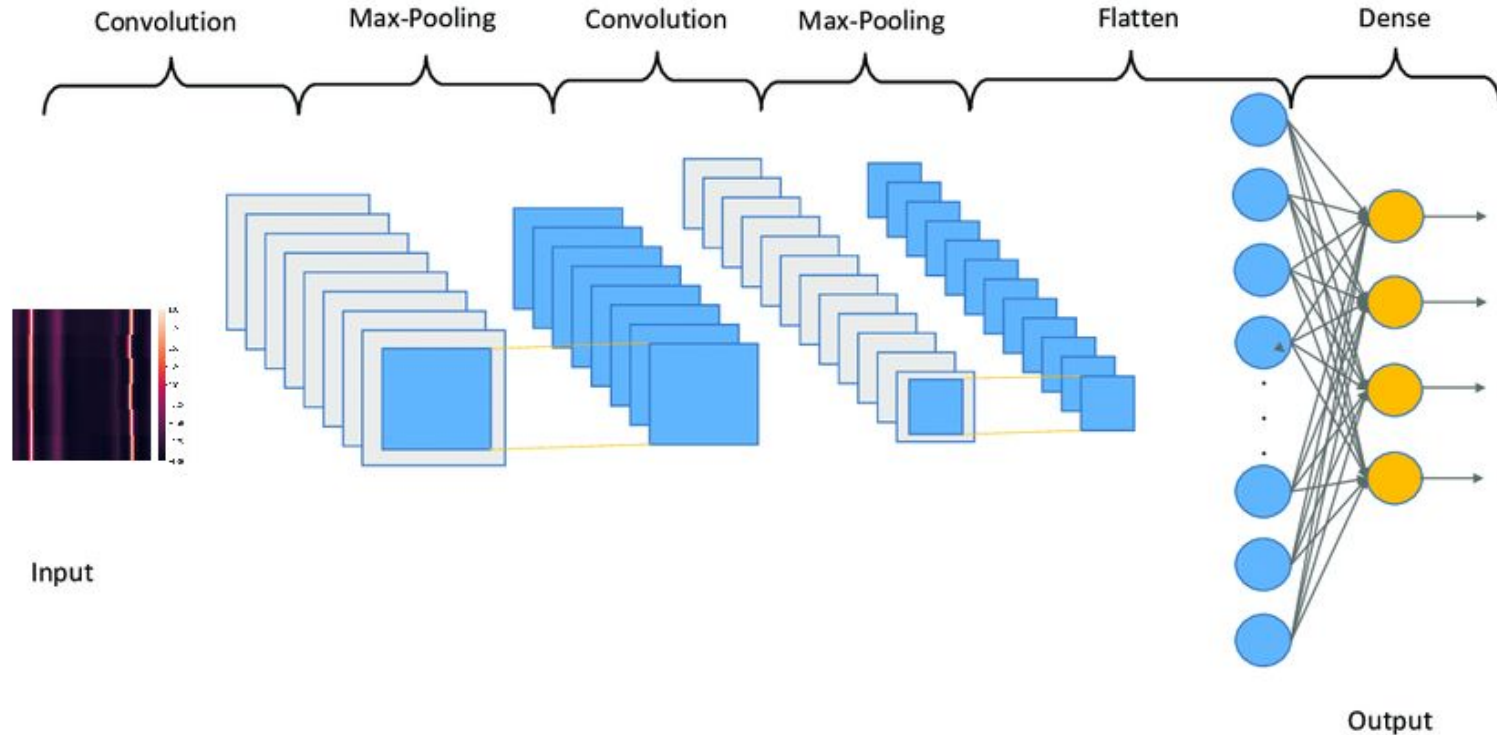 Convolution
Max-Pooling
Convolution
Max-Pooling
Flatten
Dense
Input
Output